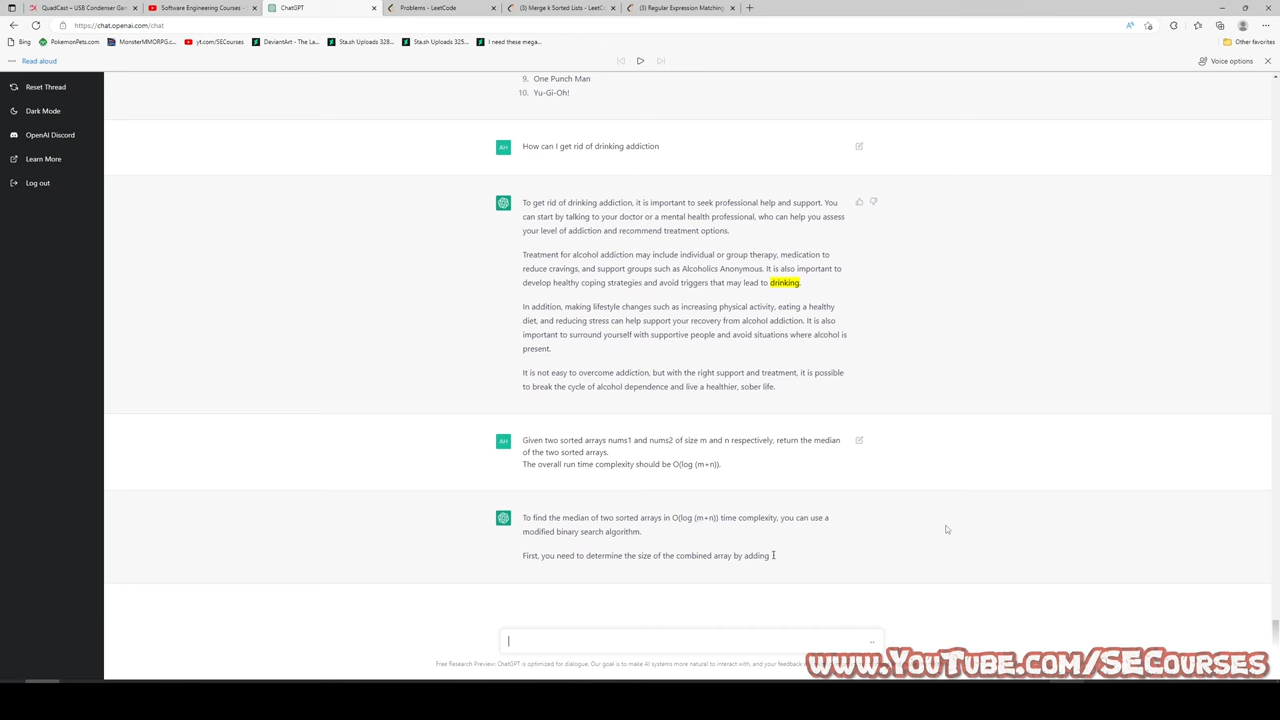 QuadCast – USB Condenser Gam
Software Engineering Courses -
ChatGPT
Problems - LeetCode
(3) Merge k Sorted Lists - LeetC
(3) Regular Expression Matching
https://chat.openai.com/chat
Bing
PokemonPets.com
MonsterMMORPG.c...
yt.com/SECourses
DeviantArt - The La...
Sta.sh Uploads 328...
Sta.sh Uploads 325...
I need these mega...
Other favorites
Read aloud
Voice options
Reset Thread
Dark Mode
OpenAI Discord
Learn More
Log out
9. One Punch Man
10. Yu-Gi-Oh!
AH
How can I get rid of drinking addiction
To get rid of drinking addiction, it is important to seek professional help and support. You
can start by talking to your doctor or a mental health professional, who can help you assess
your level of addiction and recommend treatment options.
Treatment for alcohol addiction may include individual or group therapy, medication to
reduce cravings, and support groups such as Alcoholics Anonymous. It is also important to
develop healthy coping strategies and avoid triggers that may lead to drinking.
In addition, making lifestyle changes such as increasing physical activity, eating a healthy
diet, and reducing stress can help support your recovery from alcohol addiction. It is also
important to surround yourself with supportive people and avoid situations where alcohol is
present.
It is not easy to overcome addiction, but with the right support and treatment, it is possible
to break the cycle of alcohol dependence and live a healthier, sober life.
AH
Given two sorted arrays nums1 and nums2 of size m and n respectively, return the median
of the two sorted arrays.
The overall run time complexity should be O(log (m+n)).
To find the median of two sorted arrays in O(log (m+n)) time complexity, you can use a
modified binary search algorithm.
First, you need to determine the size of the combined array by adding
Free Research Preview: ChatGPT is optimized for dialogue. Our goal is to make AI systems more natural to interact with, and your feedback
www.YouTube.com/SECourses